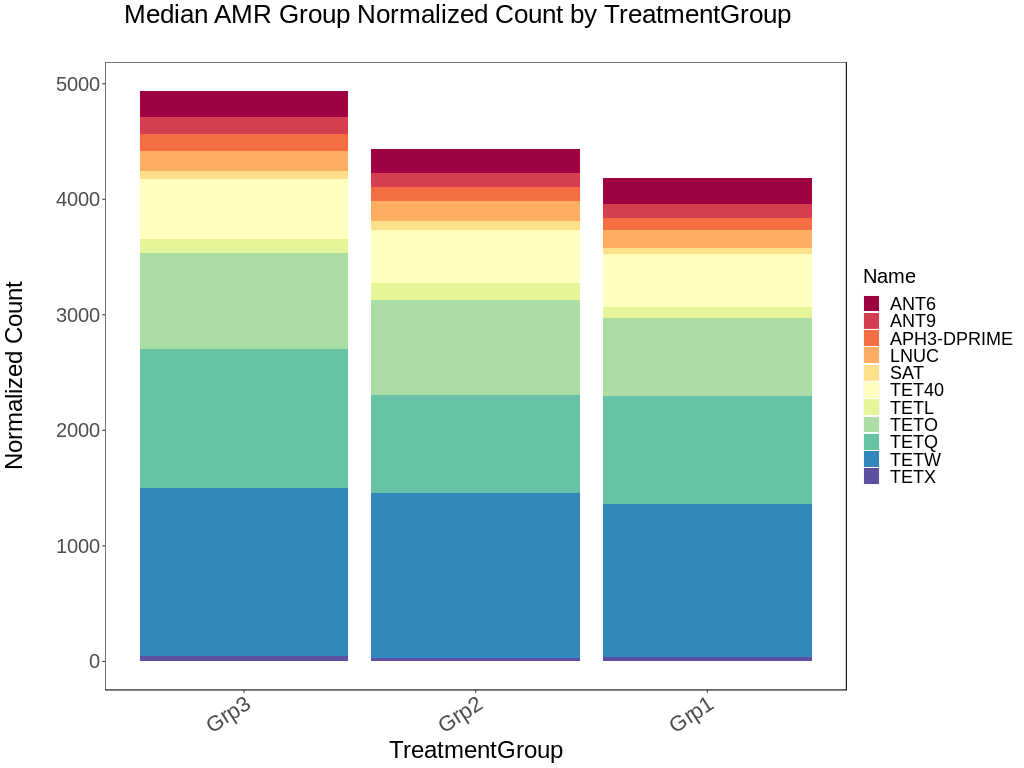 Median AMR Group Normalized Count by TreatmentGroup
Normalized Count
5000
4000
3000
2000
1000
0
Grp3
Grp2
Grp1
TreatmentGroup
Name
ANT6
ANT9
APH3-DPRIME
LNUC
SAT
TET40
TETL
TETO
TETQ
TETW
TETX